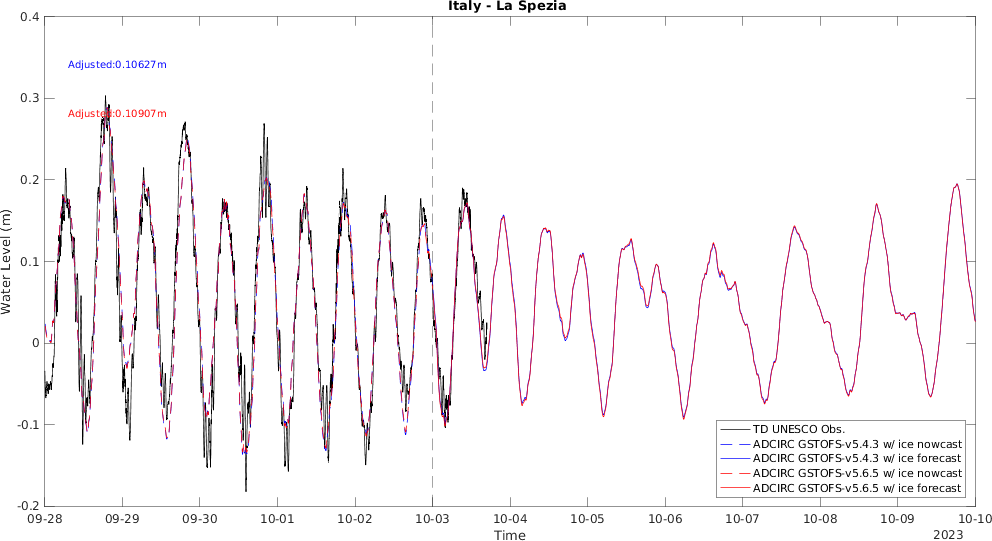 Italy - La Spezia
0.4
0.3
0.2
0.1
0
-0.1
-0.2
Water Level (m)
Adjusted:0.10627m
Adjusted:0.10907m
TD UNESCO Obs.
ADCIRC GSTOFS-v5.4.3 w/ ice nowcast
ADCIRC GSTOFS-v5.4.3 w/ ice forecast
ADCIRC GSTOFS-v5.6.5 w/ ice nowcast
ADCIRC GSTOFS-v5.6.5 w/ ice forecast
09-28 09-29 09-30 10-01 10-02 10-03 10-04 10-05 10-06 10-07 10-08 10-09 10-10
Time
2023